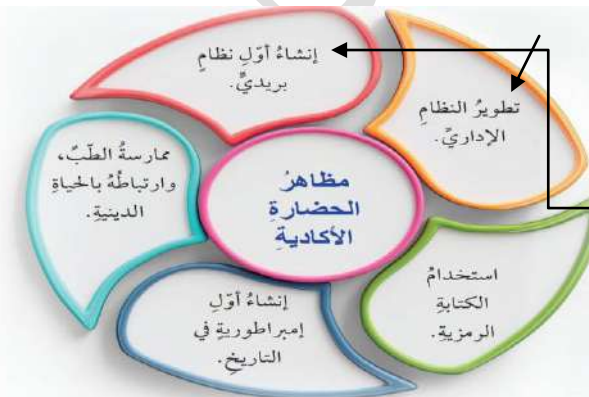 إنشاءُ أوّلِ نظامٍ
بريديٍّ.
تطويرُ النظامِ
الإداريِّ.
ممارسةُ الطّبِّ،
وارتباطُهُ بالحياةِ
الدينيةِ.
مظاهرُ
الحضارةِ
الأكاديةِ
استخدامُ
الكتابةِ
الرمزيةِ.
إنشاءُ أوّلِ
إمبراطوريةٍ في
التاريخِ.